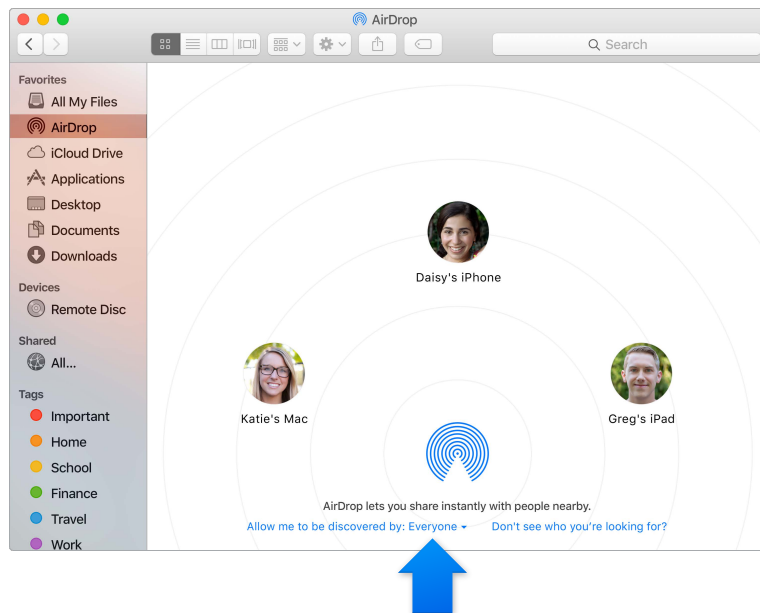 AirDrop
Search
Favorites
All My Files
AirDrop
iCloud Drive
Applications
Desktop
Documents
Downloads
Devices
Remote Disc
Shared
All...
Tags
Important
Home
School
Finance
Travel
Work
Daisy's iPhone
Katie's Mac
Greg's iPad
AirDrop lets you share instantly with people nearby.
Allow me to be discovered by: Everyone
Don't see who you’re looking for?